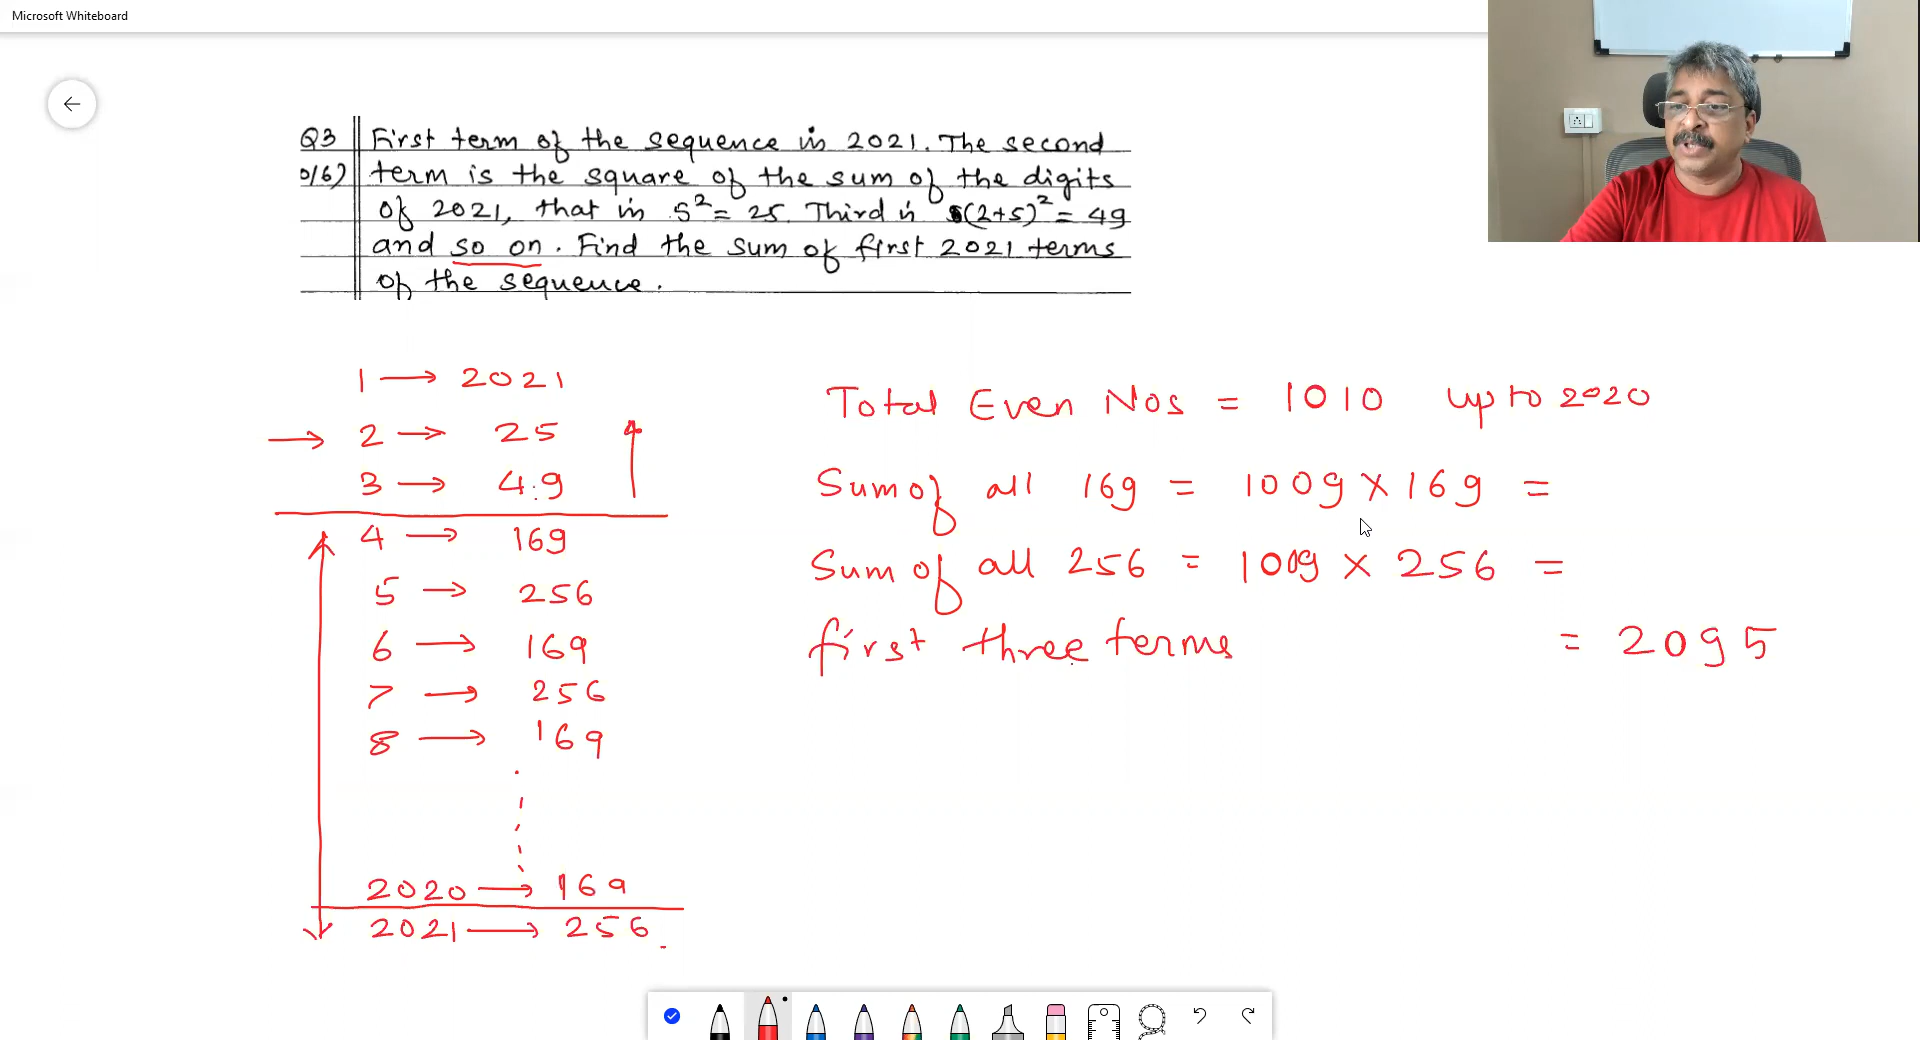 Microsoft Whiteboard
Q3 First term of the sequence is 2021. The second
016) term is the square of the sum of the digits
of 2021, that is 5² = 25. Third is (2+5)² = 49
and so on. Find the sum of first 2021 terms
of the sequence.
1 → 2021
→ 2 → 25
3 → 49
4 → 169
5 → 256
6 → 169
7 → 256
8 → 169
2020 → 169
2021 → 256
Total Even Nos = 1010 up to 2020
Sum of all 169 = 1009 × 169 =
Sum of all 256 = 1009 × 256 =
first three terms = 2095